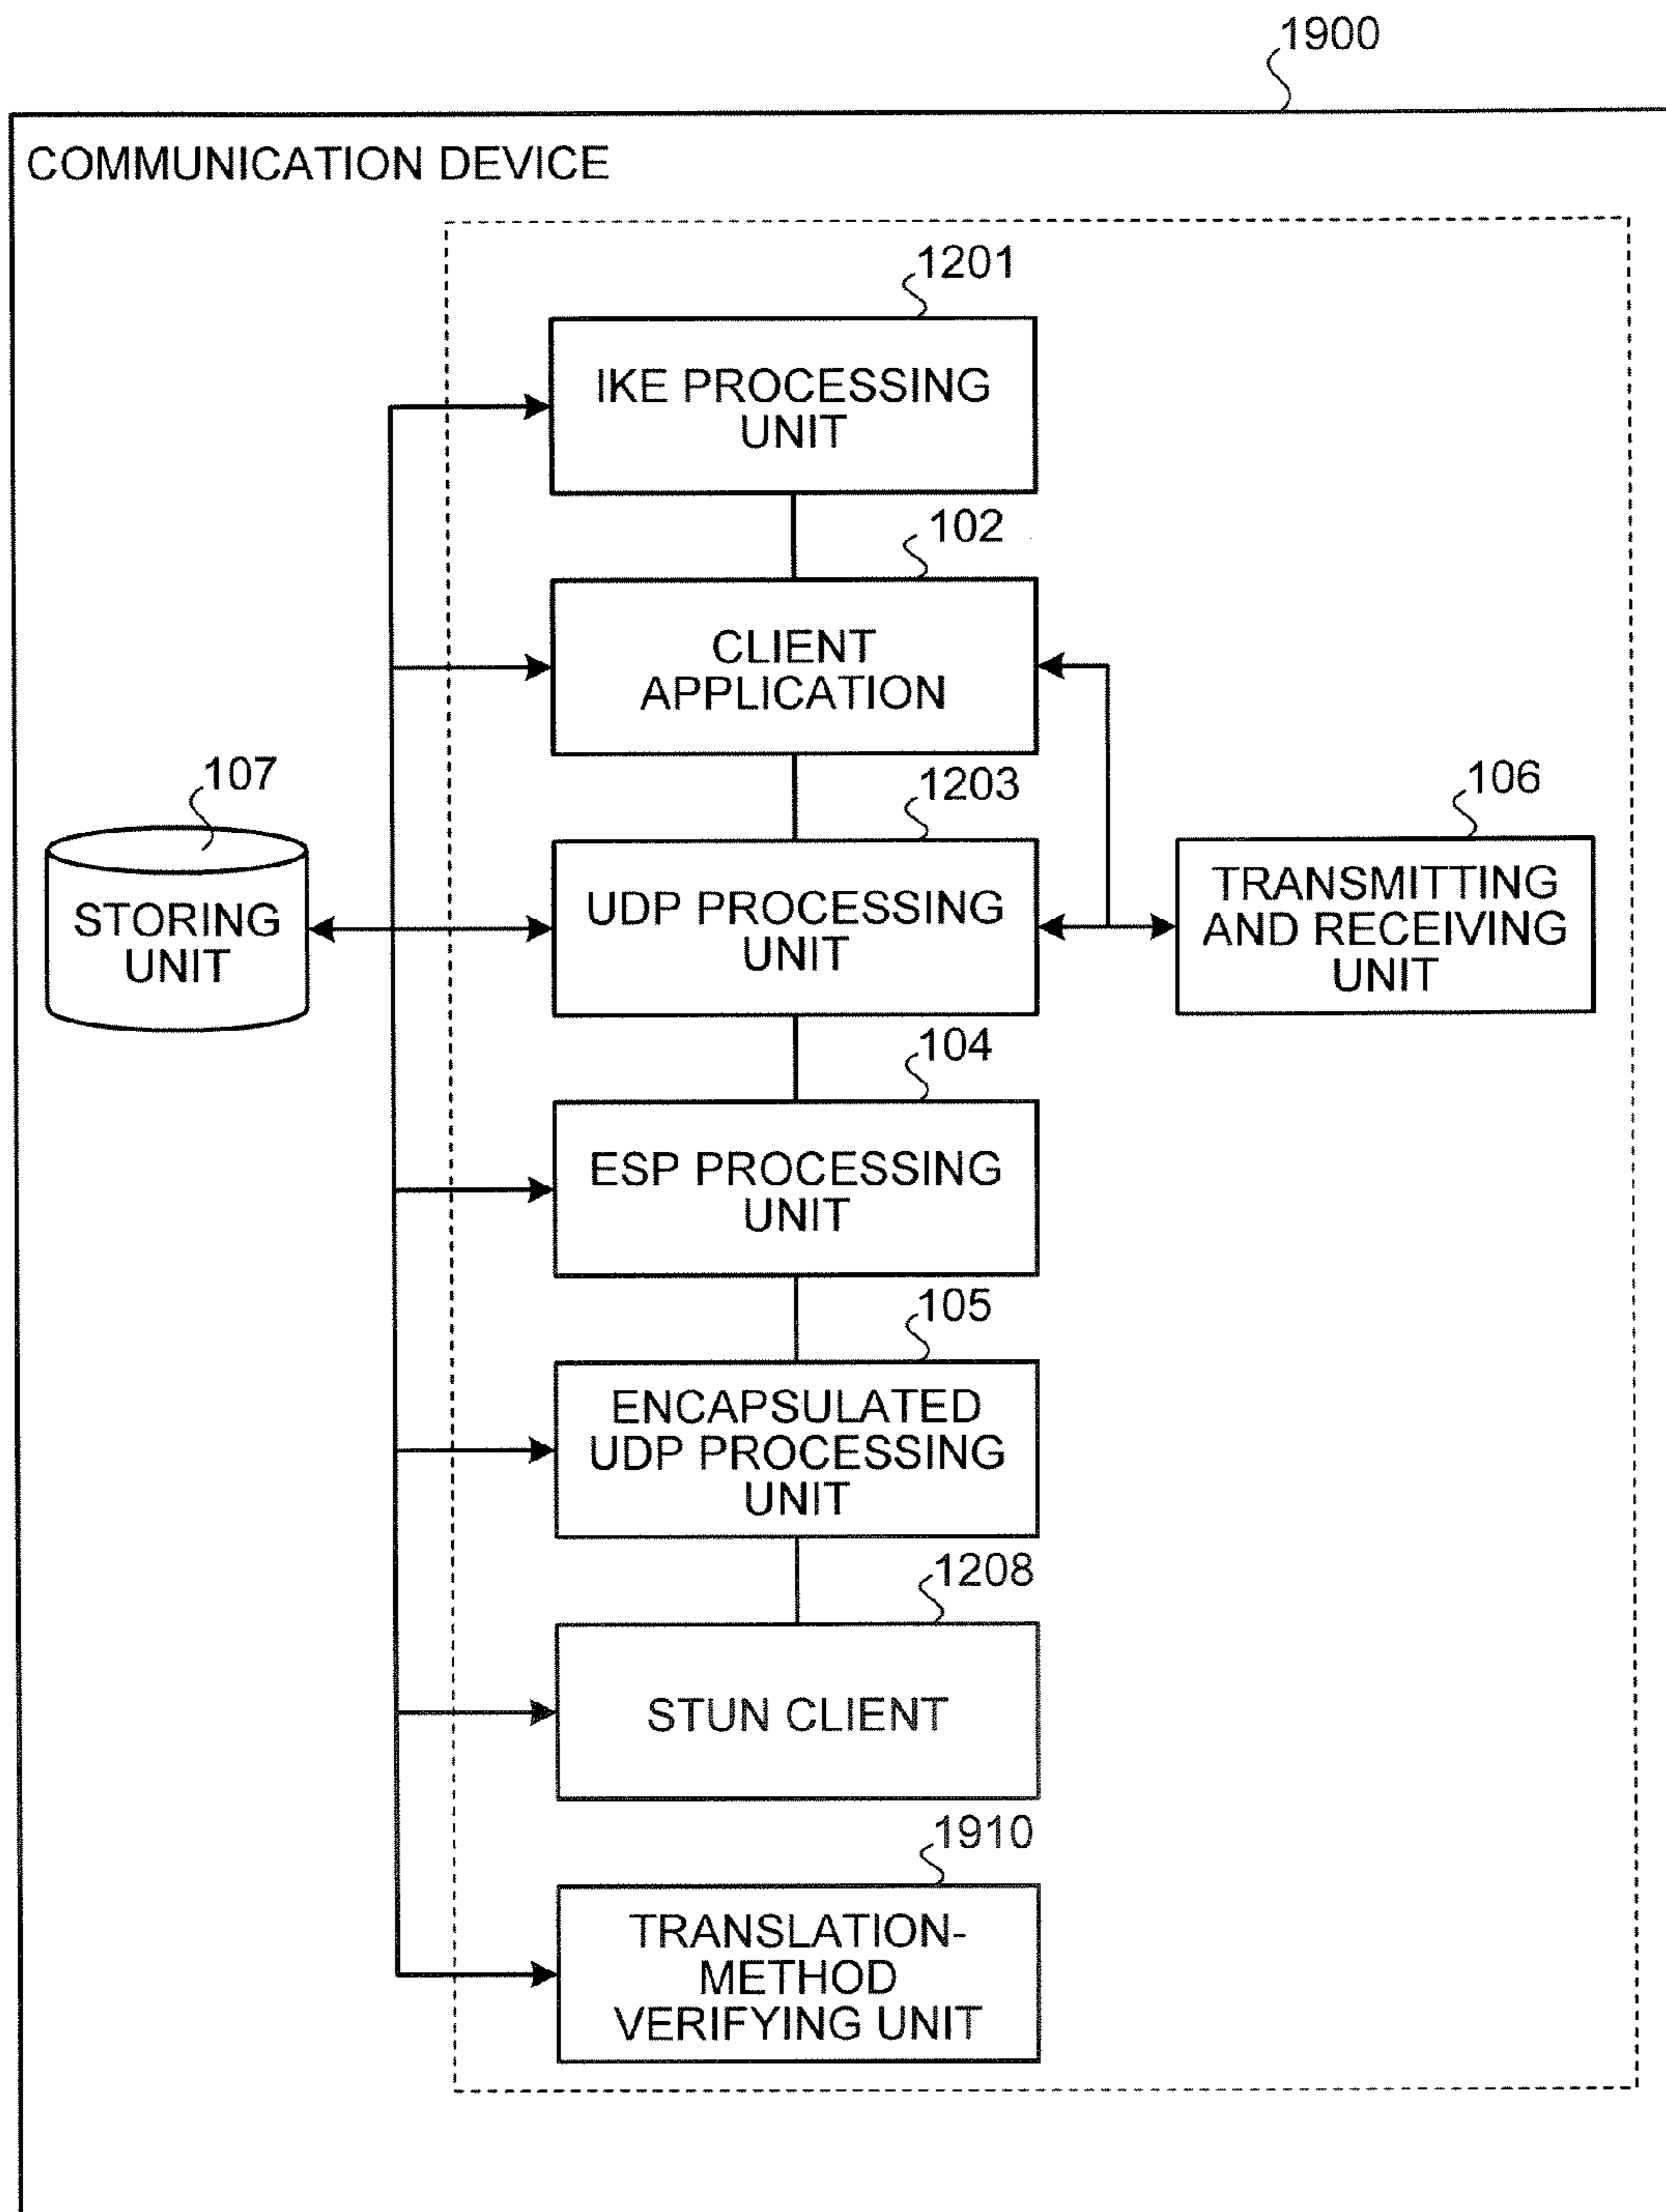 1900
COMMUNICATION DEVICE
1201
IKE PROCESSING
UNIT
102
CLIENT
APPLICATION
107
STORING
UNIT
1203
UDP PROCESSING
UNIT
106
TRANSMITTING
AND RECEIVING
UNIT
104
ESP PROCESSING
UNIT
105
ENCAPSULATED
UDP PROCESSING
UNIT
1208
STUN CLIENT
1910
TRANSLATION-
METHOD
VERIFYING UNIT